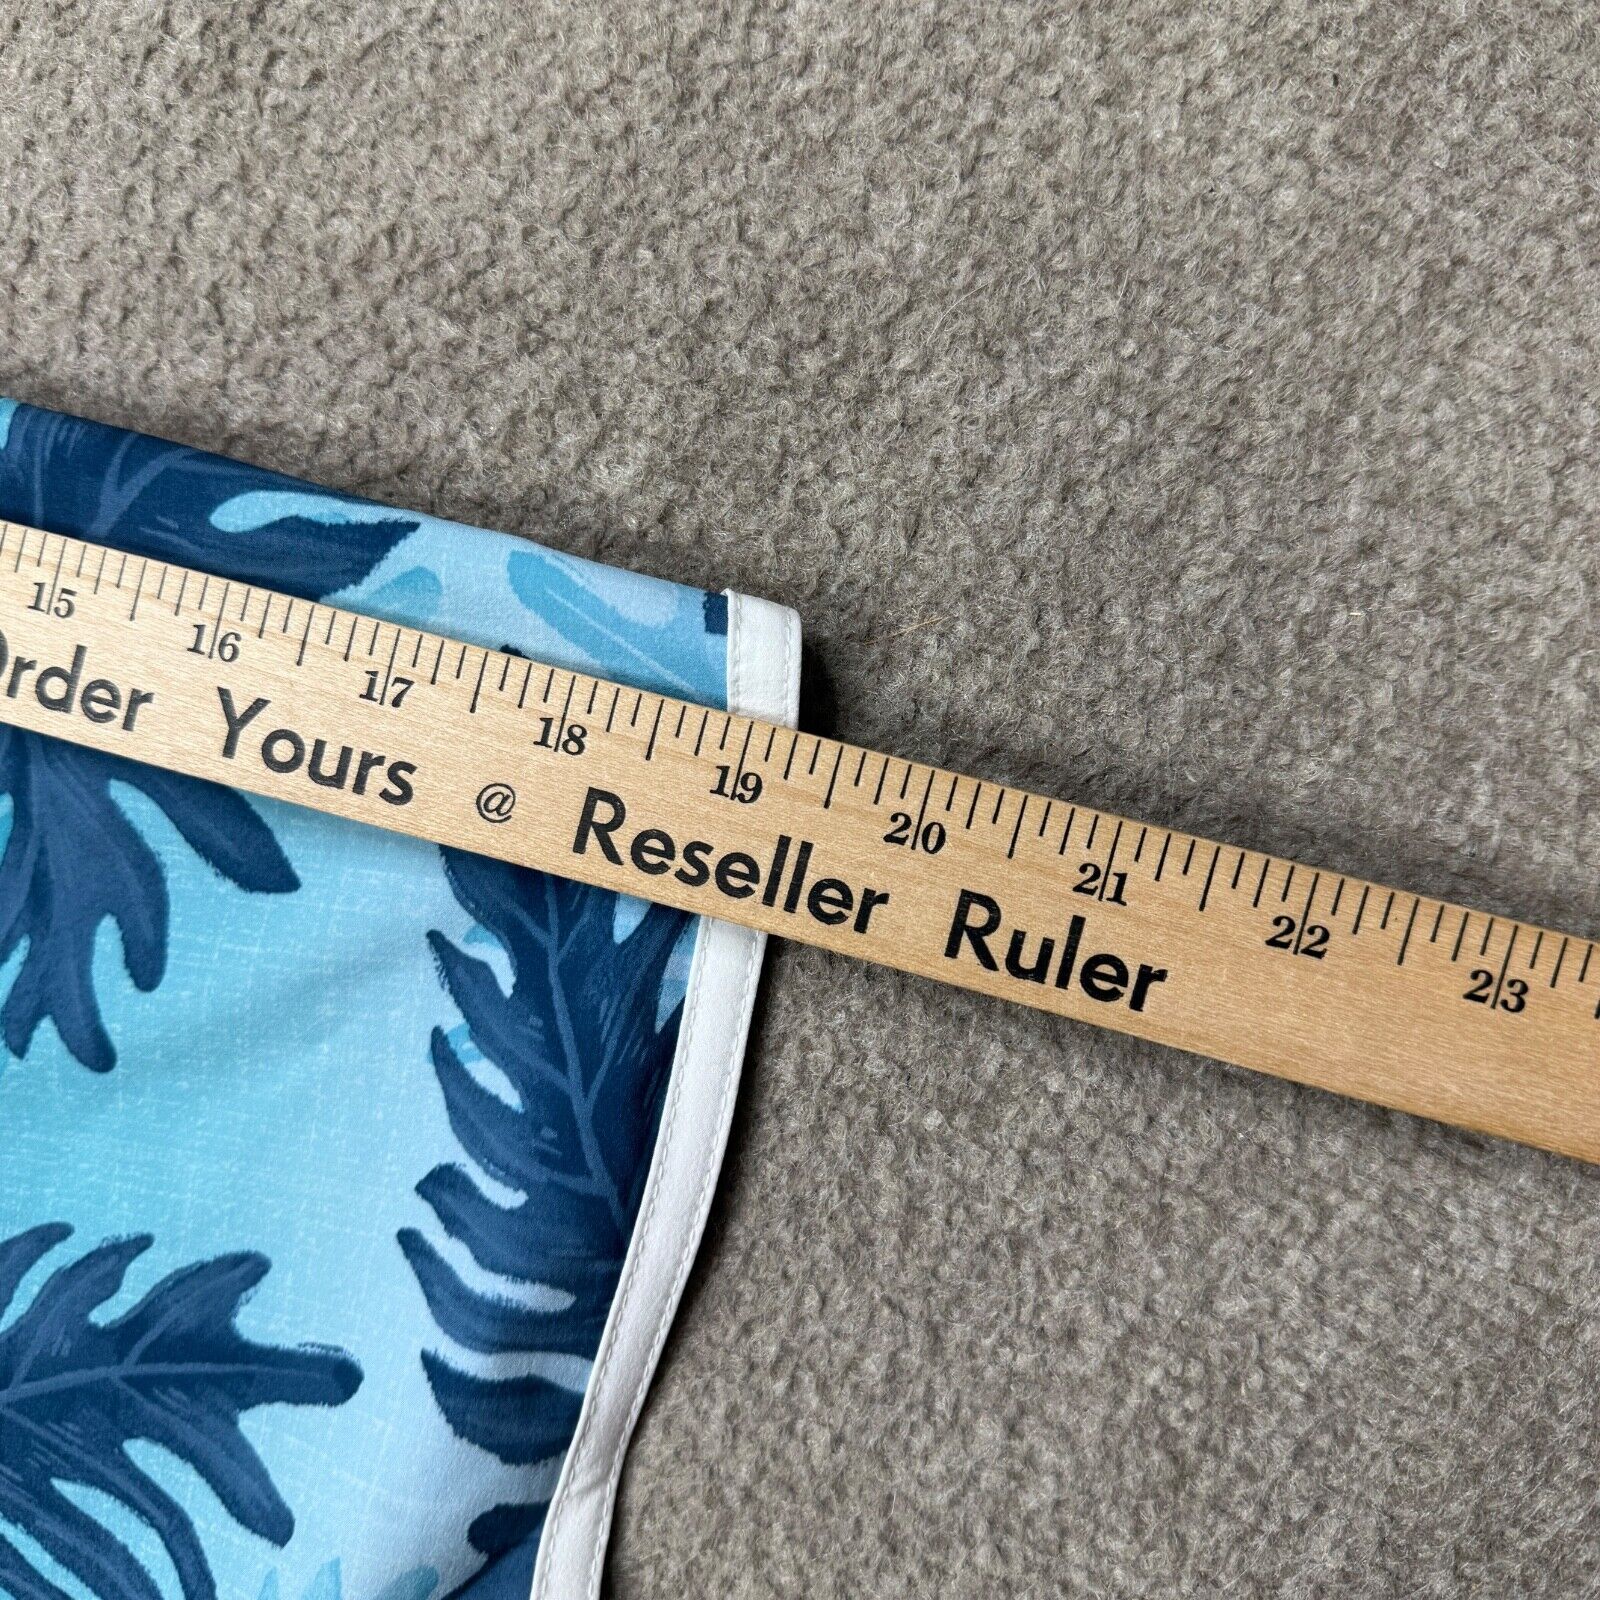 15 16 17 18 19 20 21 22 23
Order Yours @ Reseller Ruler